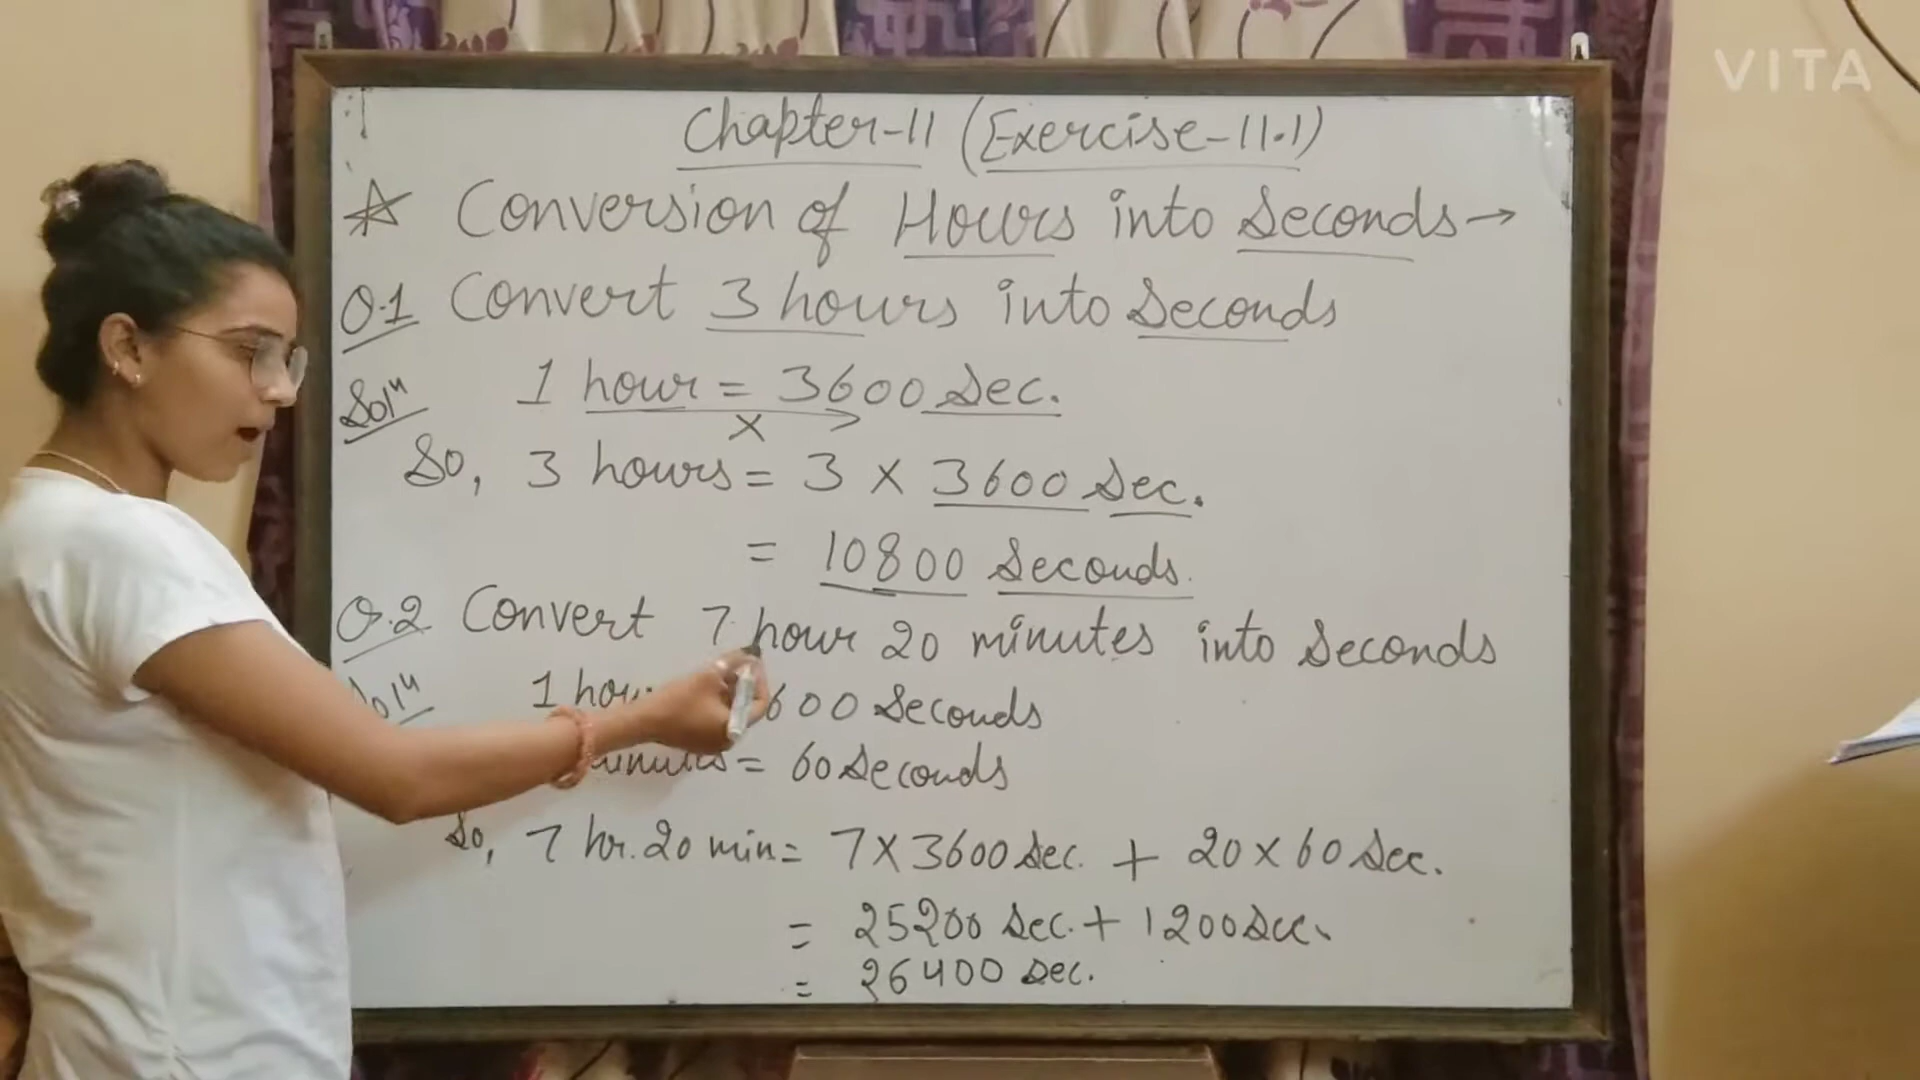 VITA
Chapter-11 (Exercise-11.1)
☆ Conversion of Hours into Seconds →
Q.1 Convert 3 hours into Seconds
Solⁿ 1 hour = 3600 Sec.
×
So, 3 hours = 3 × 3600 Sec.
= 10800 Seconds.
Q.2 Convert 7 hour 20 minutes into Seconds
Solⁿ 1 600 Seconds
= 60 Seconds
So, 7 hr. 20 min = 7 × 3600 Sec. + 20 × 60 Sec.
= 25200 Sec. + 1200 Sec.
= 26400 sec.